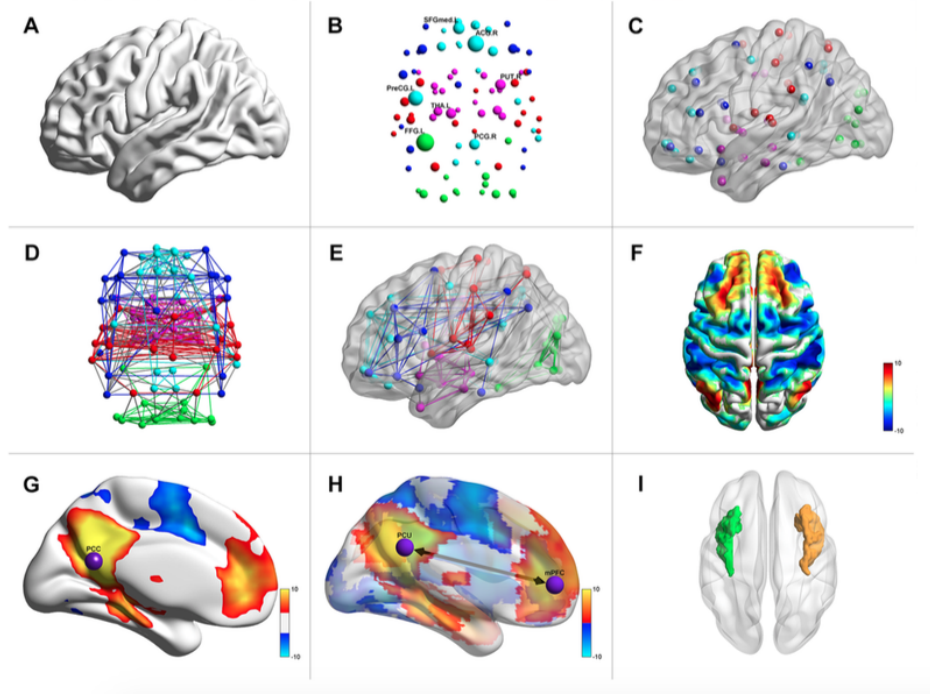 A
B
SFGmed.L
ACG.R
PUT.R
PreCG.L
THA.L
FFG.L
PCG.R
C
D
E
F
10
-10
G
PCC
10
-10
H
PCU
mPFC
10
-10
I